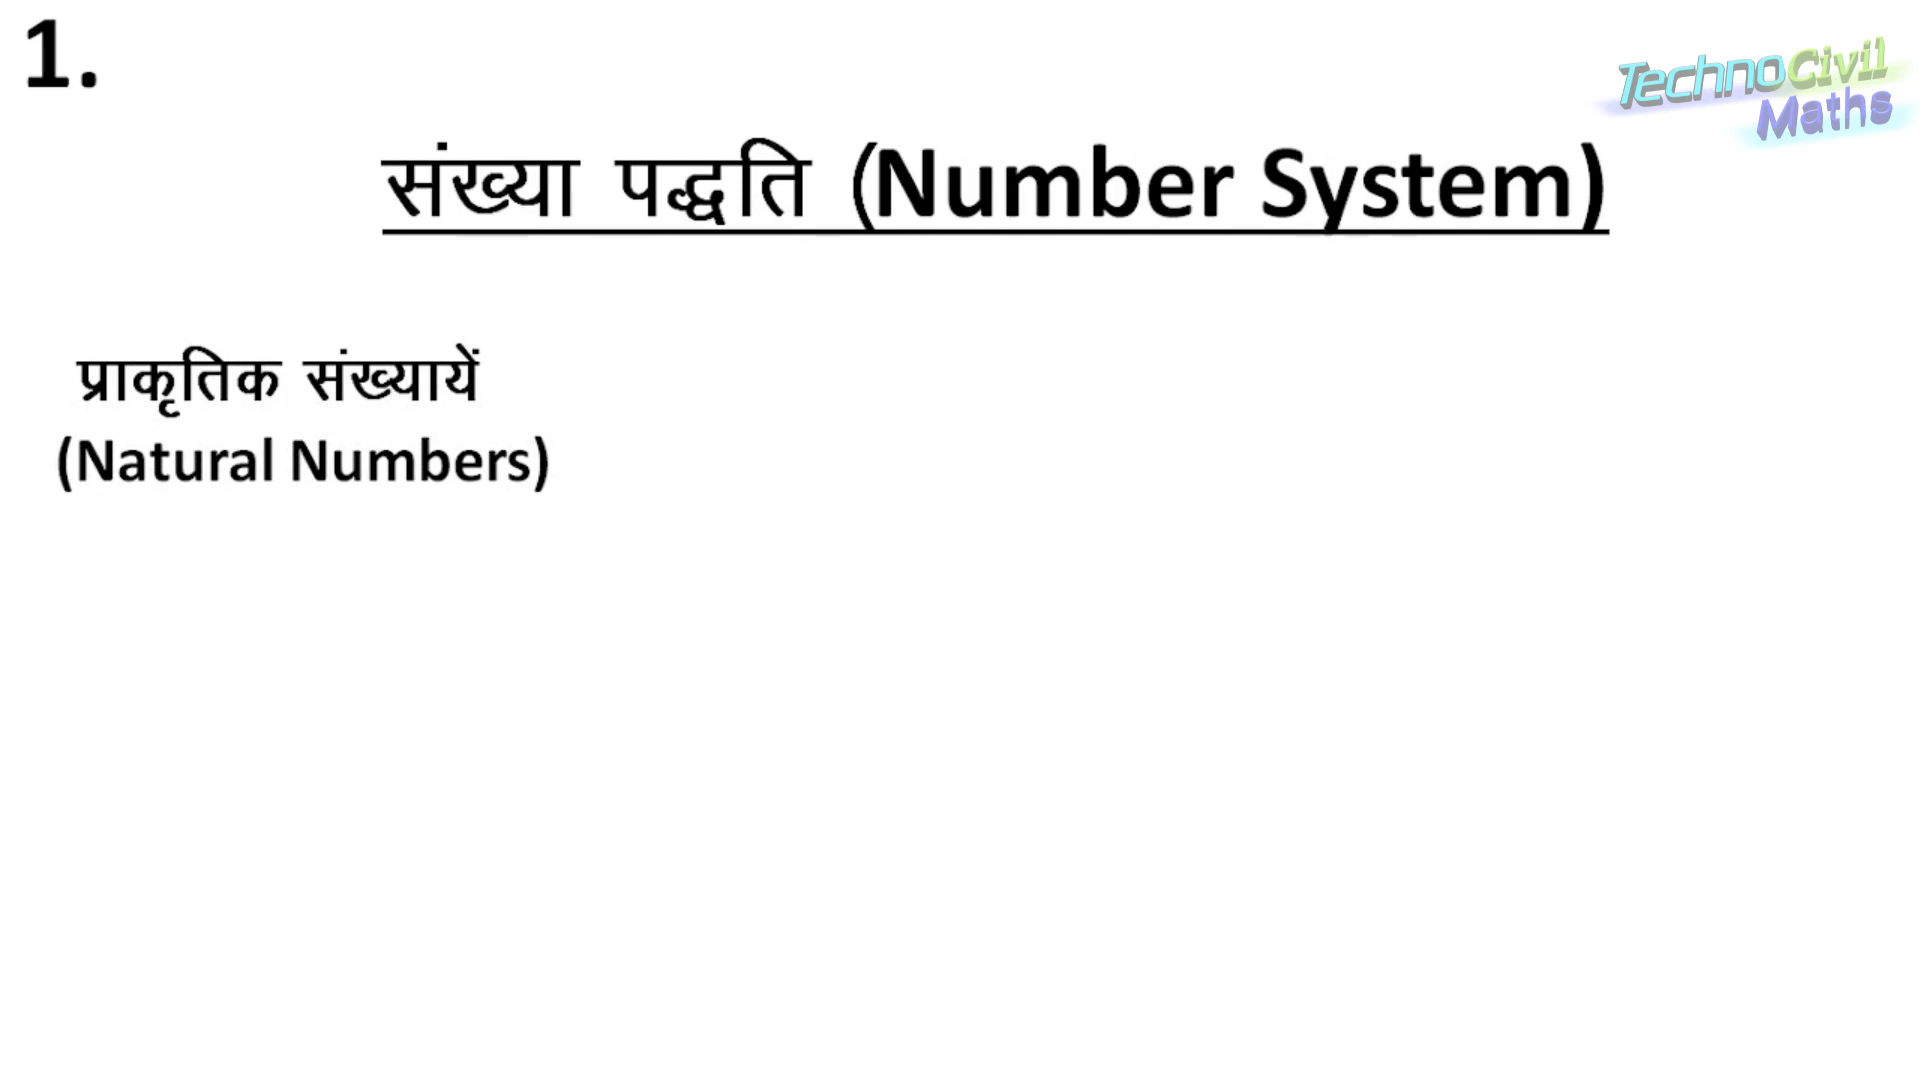 1.
TechnoCivil
Maths
संख्या पद्धति (Number System)
प्राकृतिक संख्यायें
(Natural Numbers)